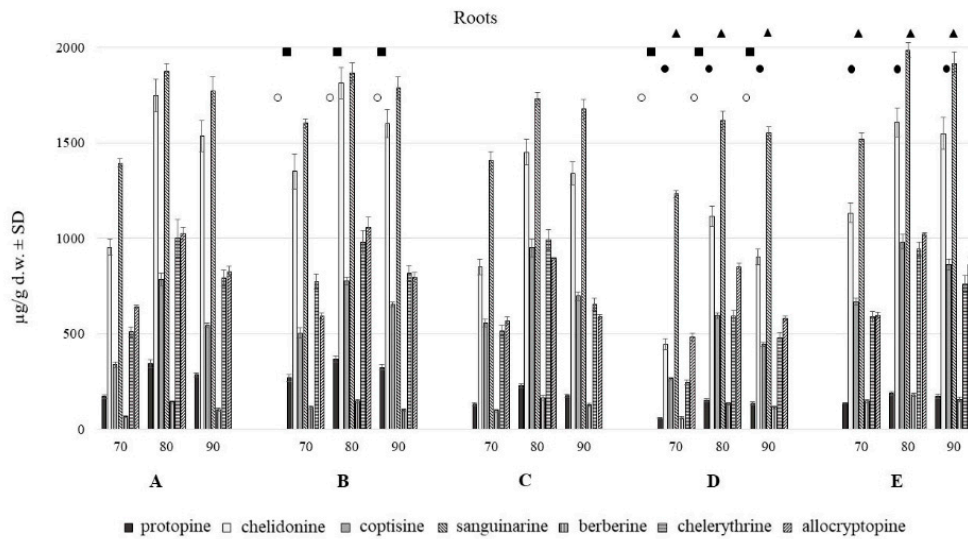 Roots
µg/g d.w. ± SD
2000
1500
1000
500
0
70 80 90 70 80 90 70 80 90 70 80 90 70 80 90
A B C D E
protopine chelidonine coptisine sanguinarine berberine chelerythrine allocryptopine